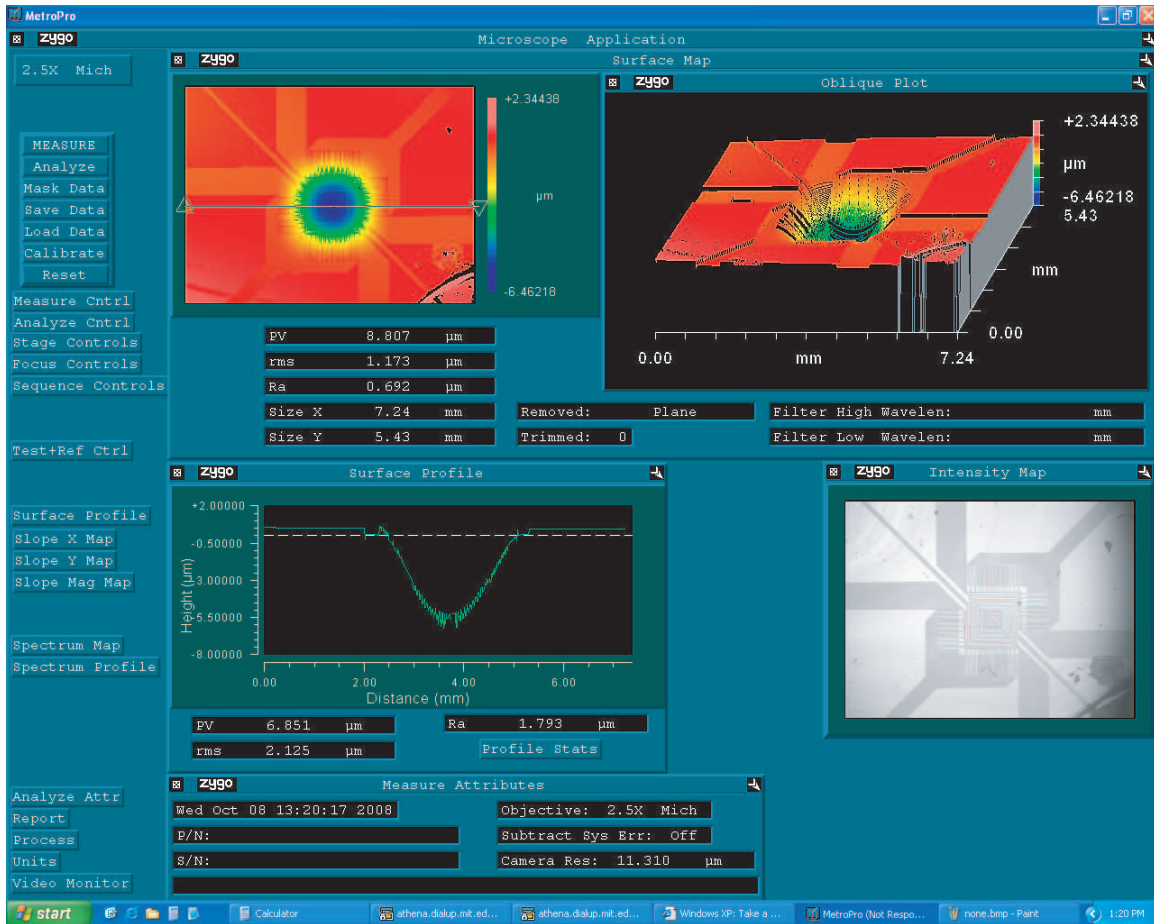 MetroPro
zygo Microscope Application
2.5X Mich
MEASURE
Analyze
Mask Data
Save Data
Load Data
Calibrate
Reset
Measure Cntrl
Analyze Cntrl
Stage Controls
Focus Controls
Sequence Controls
Test+Ref Ctrl
Surface Profile
Slope X Map
Slope Y Map
Slope Mag Map
Spectrum Map
Spectrum Profile
Analyze Attr
Report
Process
Units
Video Monitor
zygo Surface Map
+2.34438
µm
-6.46218
PV 8.807 µm
rms 1.173 µm
Ra 0.692 µm
Size X 7.24 mm
Size Y 5.43 mm
zygo Oblique Plot
+2.34438
µm
-6.46218
5.43
mm
0.00
0.00 mm 7.24
Removed: Plane
Trimmed: 0
Filter High Wavelen: mm
Filter Low Wavelen: mm
zygo Surface Profile
+2.00000
-0.50000
-3.00000
-5.50000
-8.00000
Height (µm)
0.00 2.00 4.00 6.00
Distance (mm)
PV 6.851 µm
rms 2.125 µm
Ra 1.793 µm
Profile Stats
zygo Intensity Map
zygo Measure Attributes
Wed Oct 08 13:20:17 2008
P/N:
S/N:
Objective: 2.5X Mich
Subtract Sys Err: Off
Camera Res: 11.310 µm
start
Calculator
athena.dialup.mit.ed...
athena.dialup.mit.ed...
Windows XP: Take a ...
MetroPro (Not Respo...
none.bmp - Paint
1:20 PM